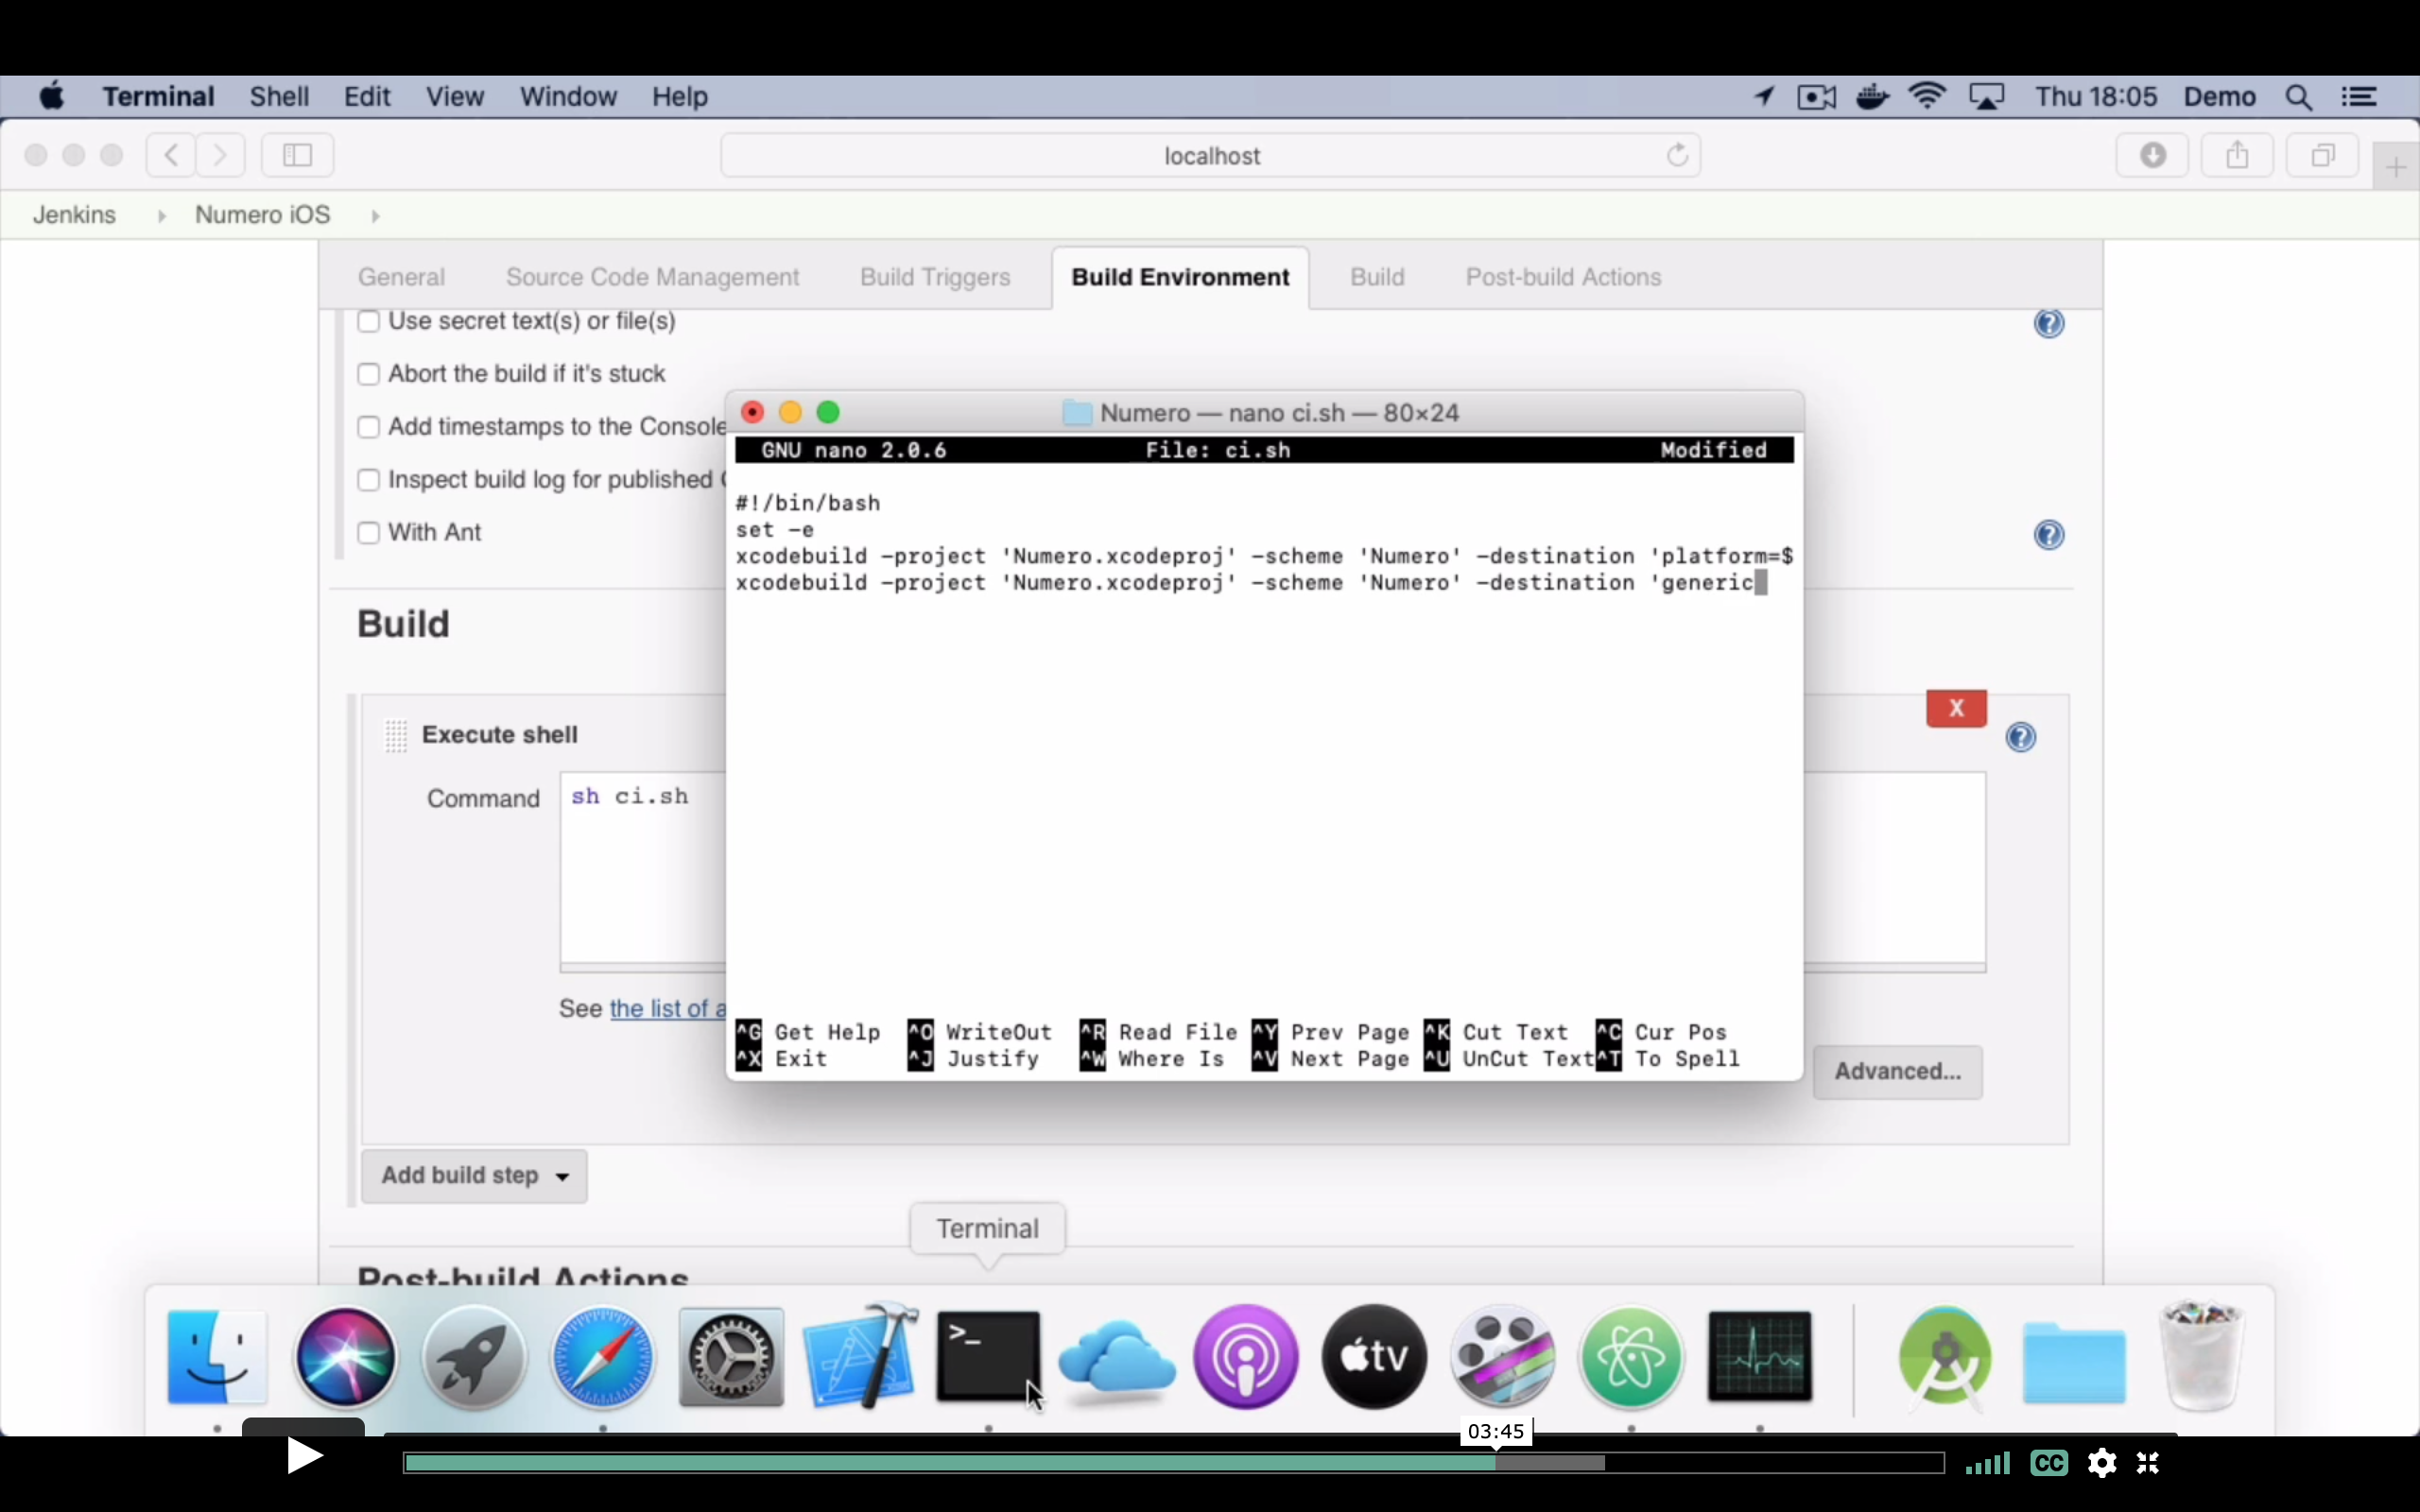 Terminal Shell Edit View Window Help Thu 18:05 Demo
localhost
Jenkins Numero iOS
General Source Code Management Build Triggers Build Environment Build Post-build Actions
Use secret text(s) or file(s)
Abort the build if it's stuck
Add timestamps to the Console
Inspect build log for published
With Ant
Numero — nano ci.sh — 80×24
GNU nano 2.0.6 File: ci.sh Modified
#!/bin/bash
set -e
xcodebuild -project 'Numero.xcodeproj' -scheme 'Numero' -destination 'platform=$
xcodebuild -project 'Numero.xcodeproj' -scheme 'Numero' -destination 'generic
^G Get Help ^O WriteOut ^R Read File ^Y Prev Page ^K Cut Text ^C Cur Pos
^X Exit ^J Justify ^W Where Is ^V Next Page ^U UnCut Text ^T To Spell
Build
X
Execute shell
Command sh ci.sh
See the list of a
Advanced...
Add build step
Terminal
Post-build Actions
>_
tv
03:45
CC